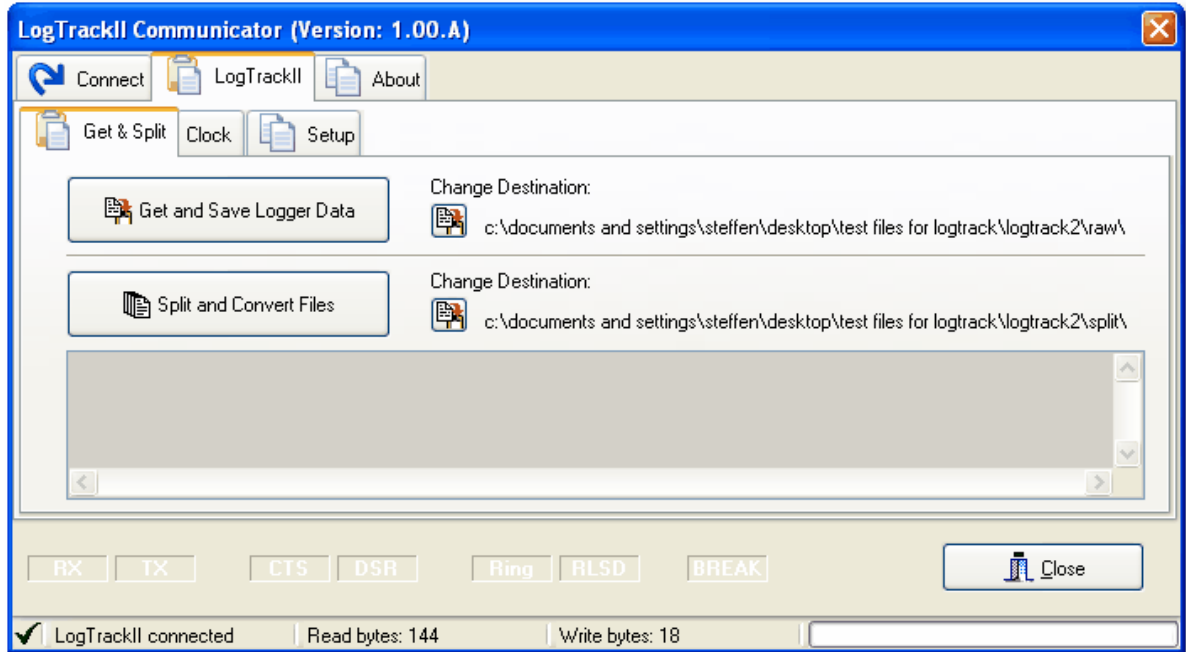 LogTrackII Communicator (Version: 1.00.A)
Connect LogTrackII About
Get & Split Clock Setup
Get and Save Logger Data
Change Destination:
c:\documents and settings\steffen\desktop\test files for logtrack\logtrack2\raw\
Split and Convert Files
Change Destination:
c:\documents and settings\steffen\desktop\test files for logtrack\logtrack2\split\
RX TX CTS DSR Ring RLSD BREAK
Close
LogTrackII connected Read bytes: 144 Write bytes: 18